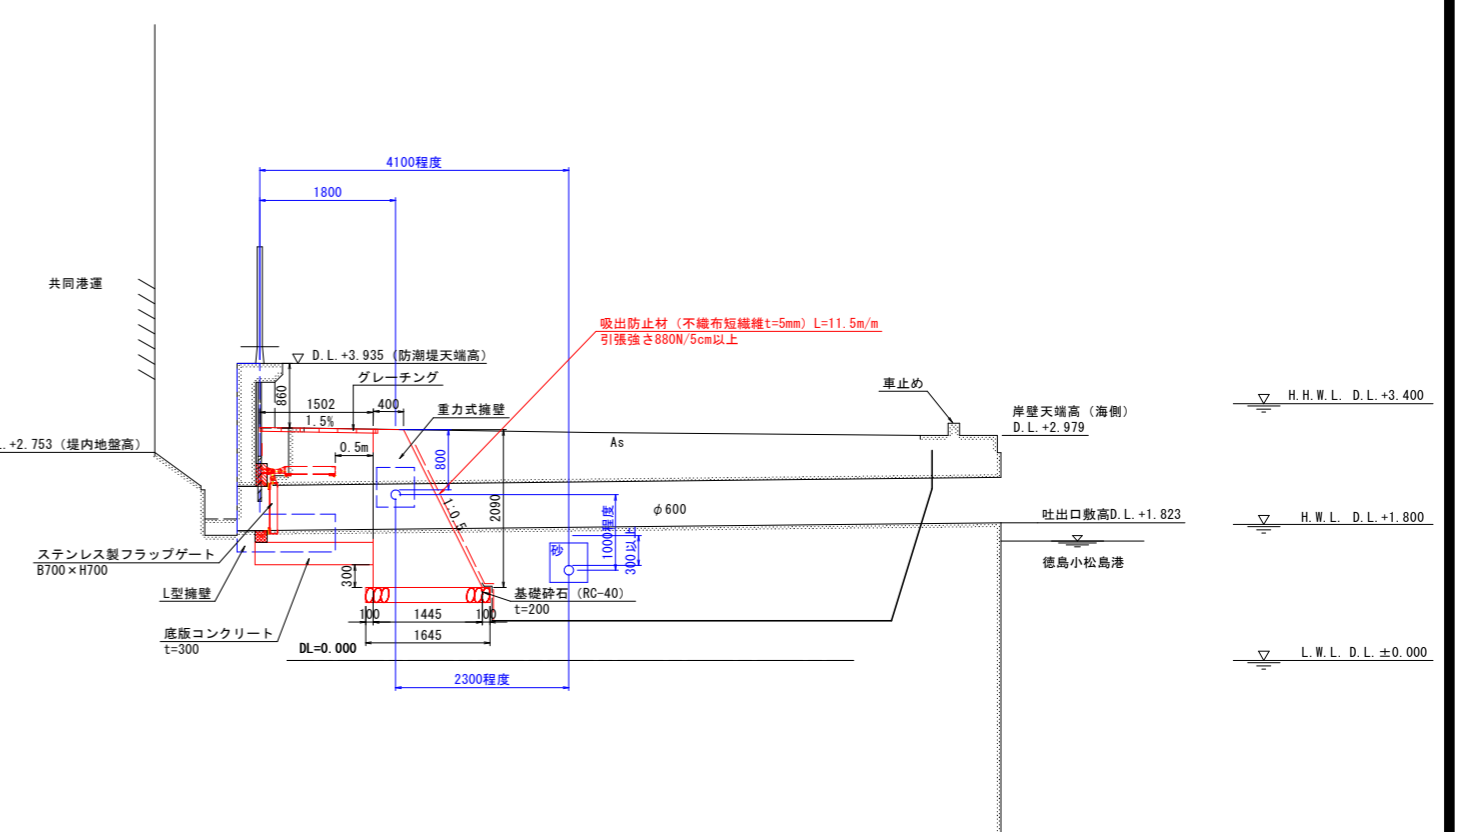 4100程度
1800
共同港運
吸出防止材（不織布短繊維t=5mm）L=11.5m/m
引張強さ880N/5cm以上
D.L.+3.935（防潮堤天端高）
グレーチング
860
1502
400
重力式擁壁
1.5%
車止め
H.H.W.L. D.L.+3.400
岸壁天端高（海側）
D.L.+2.979
.+2.753（堤内地盤高）
0.5m
As
800
2090
1:0.5
φ600
1000程度
吐出口敷高D.L.+1.823
H.W.L. D.L.+1.800
砂
300以上
徳島小松島港
ステンレス製フラップゲート
B700×H700
300
L型擁壁
基礎砕石（RC-40）
t=200
100
1445
100
底版コンクリート
t=300
1645
DL=0.000
L.W.L. D.L.±0.000
2300程度